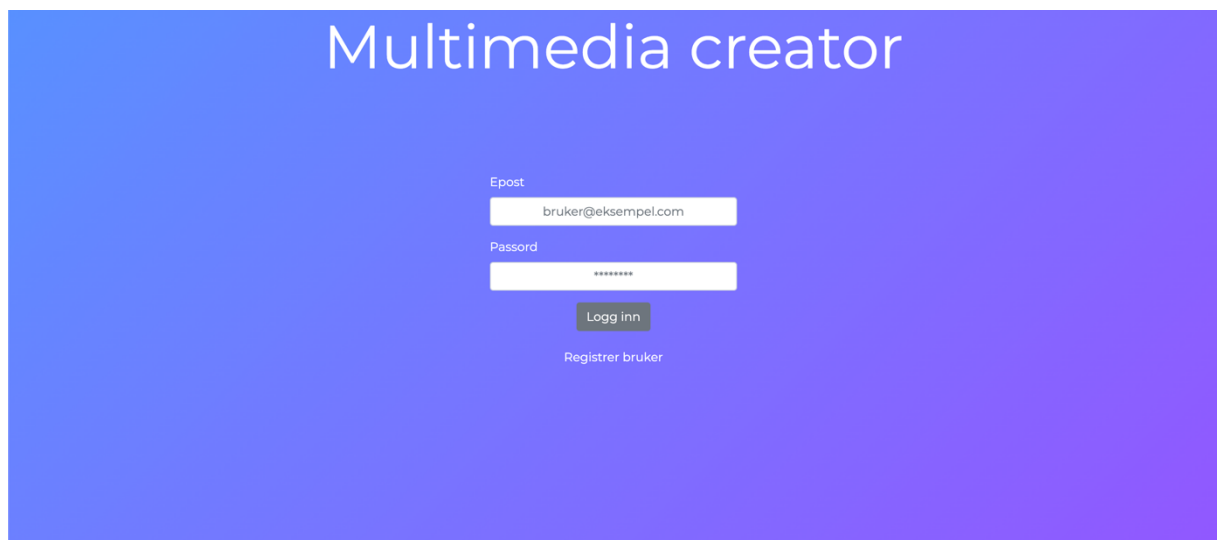 Multimedia creator
Epost
bruker@eksempel.com
Passord
********
Logg inn
Registrer bruker